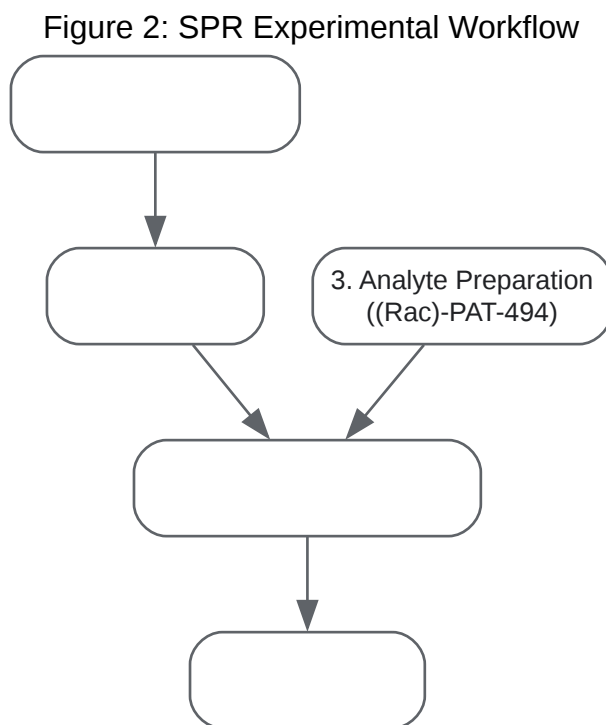 Figure 2: SPR Experimental Workflow
3. Analyte Preparation
((Rac)-PAT-494)